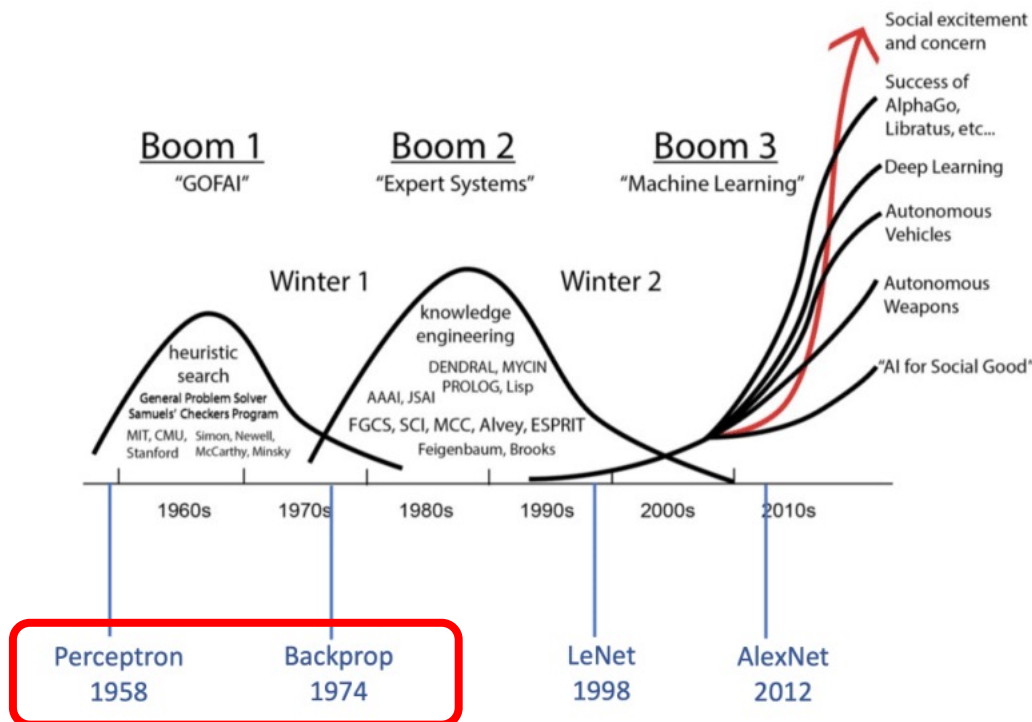 Social excitement
and concern
Success of
AlphaGo,
Libratus, etc...
Deep Learning
Autonomous
Vehicles
Autonomous
Weapons
"AI for Social Good"
Boom 1
"GOFAI"
Boom 2
"Expert Systems"
Boom 3
"Machine Learning"
Winter 1
Winter 2
heuristic
search
General Problem Solver
Samuels' Checkers Program
MIT, CMU,
Stanford
Simon, Newell,
McCarthy, Minsky
knowledge
engineering
DENDRAL, MYCIN
PROLOG, Lisp
AAAI, JSAI
FGCS, SCI, MCC, Alvey, ESPRIT
Feigenbaum, Brooks
1960s
1970s
1980s
1990s
2000s
2010s
Perceptron
1958
Backprop
1974
LeNet
1998
AlexNet
2012